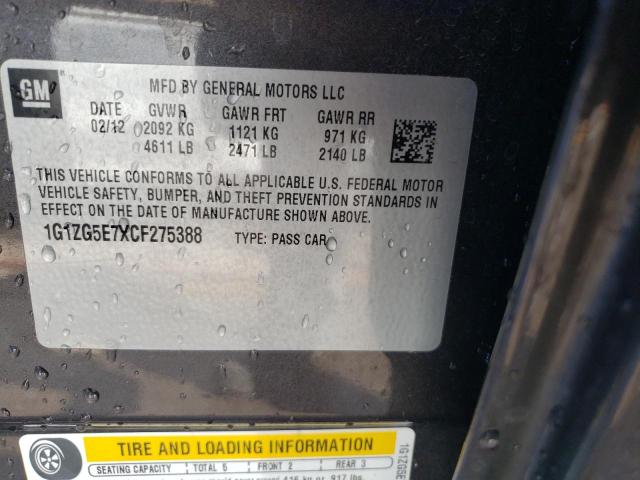 GM
MFD BY GENERAL MOTORS LLC
DATE GVWR GAWR FRT GAWR RR
02/12 2092 KG 1121 KG 971 KG
4611 LB 2471 LB 2140 LB
THIS VEHICLE CONFORMS TO ALL APPLICABLE U.S. FEDERAL MOTOR
VEHICLE SAFETY, BUMPER, AND THEFT PREVENTION STANDARDS IN
EFFECT ON THE DATE OF MANUFACTURE SHOWN ABOVE.
1G1ZG5E7XCF275388 TYPE: PASS CAR
TIRE AND LOADING INFORMATION
SEATING CAPACITY TOTAL 5 FRONT 2 REAR 3
1G1ZG5E